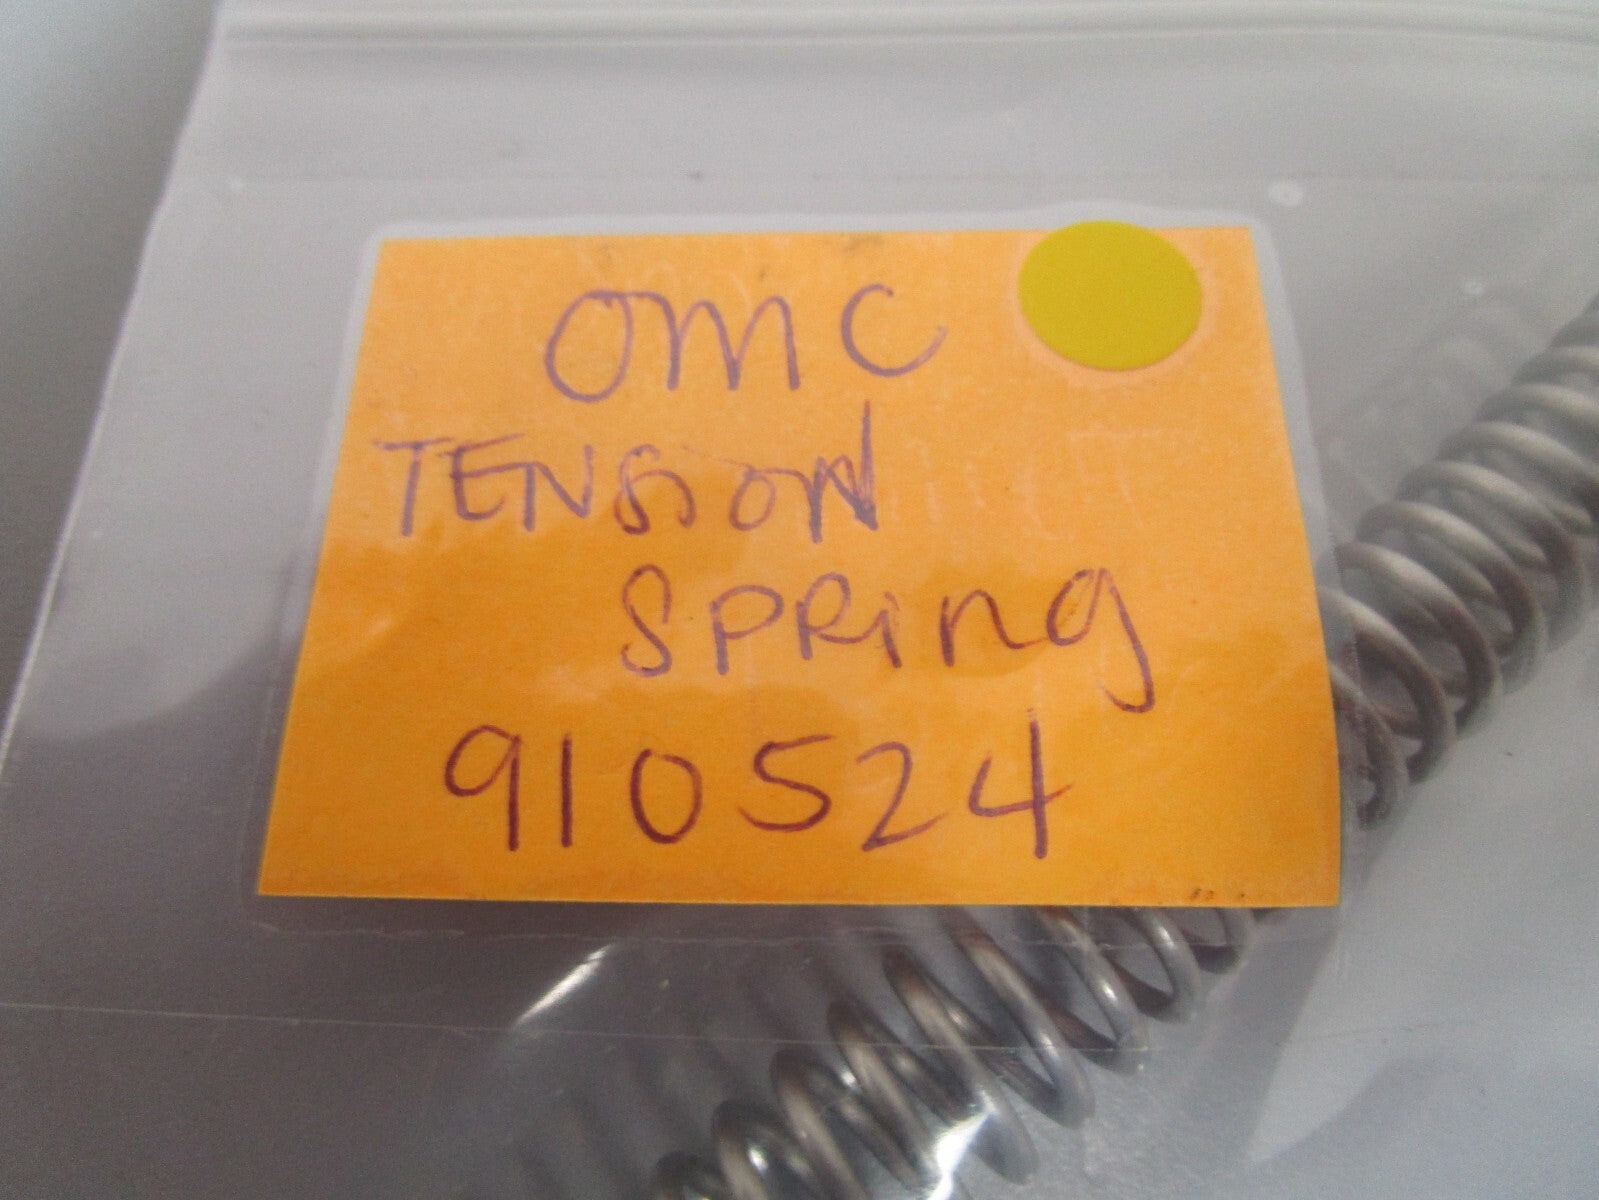 OMC
TENSION
SPRing
910524